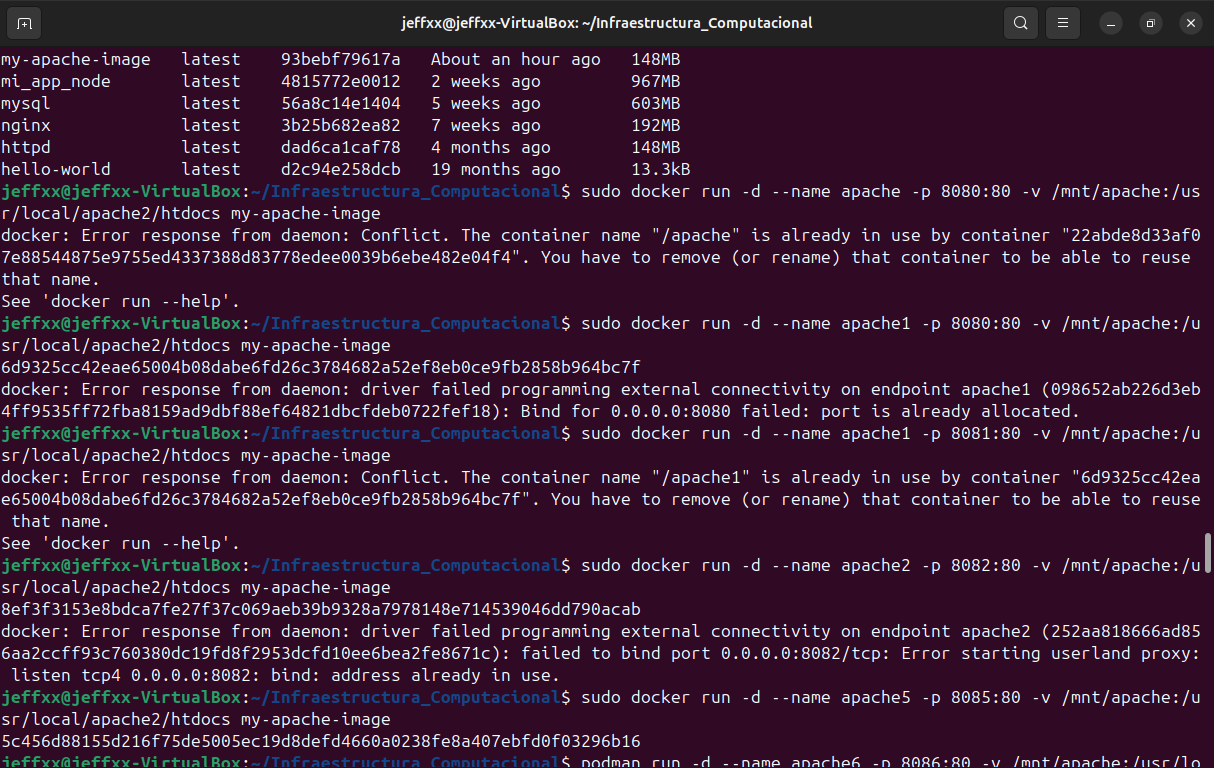 jeffxx@jeffxx-VirtualBox: ~/Infraestructura_Computacional
my-apache-image   latest    93bebf79617a   About an hour ago   148MB
mi_app_node       latest    4815772e0012   2 weeks ago         967MB
mysql             latest    56a8c14e1404   5 weeks ago         603MB
nginx             latest    3b25b682ea82   7 weeks ago         192MB
httpd             latest    dad6ca1caf78   4 months ago        148MB
hello-world       latest    d2c94e258dcb   19 months ago       13.3kB
jeffxx@jeffxx-VirtualBox:~/Infraestructura_Computacional$ sudo docker run -d --name apache -p 8080:80 -v /mnt/apache:/us
r/local/apache2/htdocs my-apache-image
docker: Error response from daemon: Conflict. The container name "/apache" is already in use by container "22abde8d33af0
7e88544875e9755ed4337388d83778edee0039b6ebe482e04f4". You have to remove (or rename) that container to be able to reuse
that name.
See 'docker run --help'.
jeffxx@jeffxx-VirtualBox:~/Infraestructura_Computacional$ sudo docker run -d --name apache1 -p 8080:80 -v /mnt/apache:/u
sr/local/apache2/htdocs my-apache-image
6d9325cc42eae65004b08dabe6fd26c3784682a52ef8eb0ce9fb2858b964bc7f
docker: Error response from daemon: driver failed programming external connectivity on endpoint apache1 (098652ab226d3eb
4ff9535ff72fba8159ad9dbf88ef64821dbcfdeb0722fef18): Bind for 0.0.0.0:8080 failed: port is already allocated.
jeffxx@jeffxx-VirtualBox:~/Infraestructura_Computacional$ sudo docker run -d --name apache1 -p 8081:80 -v /mnt/apache:/u
sr/local/apache2/htdocs my-apache-image
docker: Error response from daemon: Conflict. The container name "/apache1" is already in use by container "6d9325cc42ea
e65004b08dabe6fd26c3784682a52ef8eb0ce9fb2858b964bc7f". You have to remove (or rename) that container to be able to reuse
 that name.
See 'docker run --help'.
jeffxx@jeffxx-VirtualBox:~/Infraestructura_Computacional$ sudo docker run -d --name apache2 -p 8082:80 -v /mnt/apache:/u
sr/local/apache2/htdocs my-apache-image
8ef3f3153e8bdca7fe27f37c069aeb39b9328a7978148e714539046dd790acab
docker: Error response from daemon: driver failed programming external connectivity on endpoint apache2 (252aa818666ad85
6aa2ccff93c760380dc19fd8f2953dcfd10ee6bea2fe8671c): failed to bind port 0.0.0.0:8082/tcp: Error starting userland proxy:
 listen tcp4 0.0.0.0:8082: bind: address already in use.
jeffxx@jeffxx-VirtualBox:~/Infraestructura_Computacional$ sudo docker run -d --name apache5 -p 8085:80 -v /mnt/apache:/u
sr/local/apache2/htdocs my-apache-image
5c456d88155d216f75de5005ec19d8defd4660a0238fe8a407ebfd0f03296b16
jeffxx@jeffxx-VirtualBox:~/Infraestructura_Computacional$ podman run -d --name apache6 -p 8086:80 -v /mnt/apache:/usr/lo